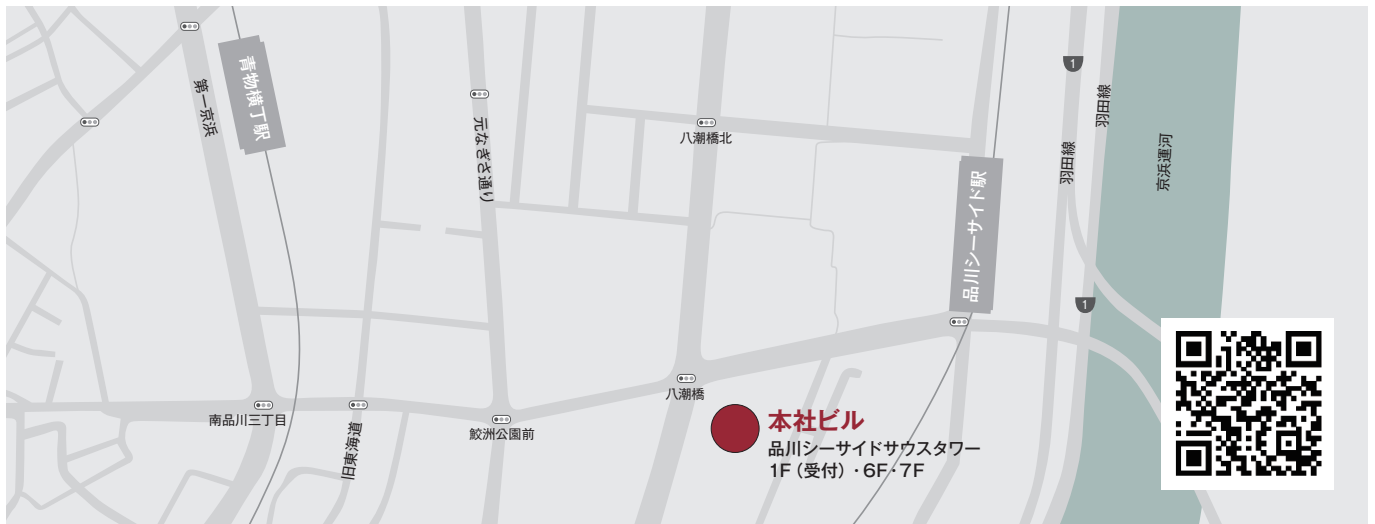 青物横丁駅
第一京浜
元なぎさ通り
八潮橋北
品川シーサイド駅
1
羽田線
羽田線
京浜運河
1
南品川三丁目
旧東海道
鮫洲公園前
八潮橋
本社ビル
品川シーサイドサウスタワー
1F（受付）・6F・7F